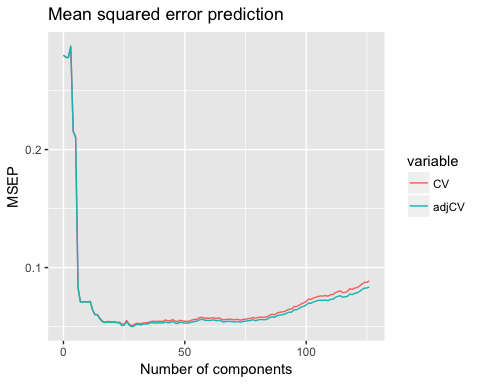 Mean squared error prediction
MSEP
0.2
0.1
0
50
100
Number of components
variable
CV
adjCV